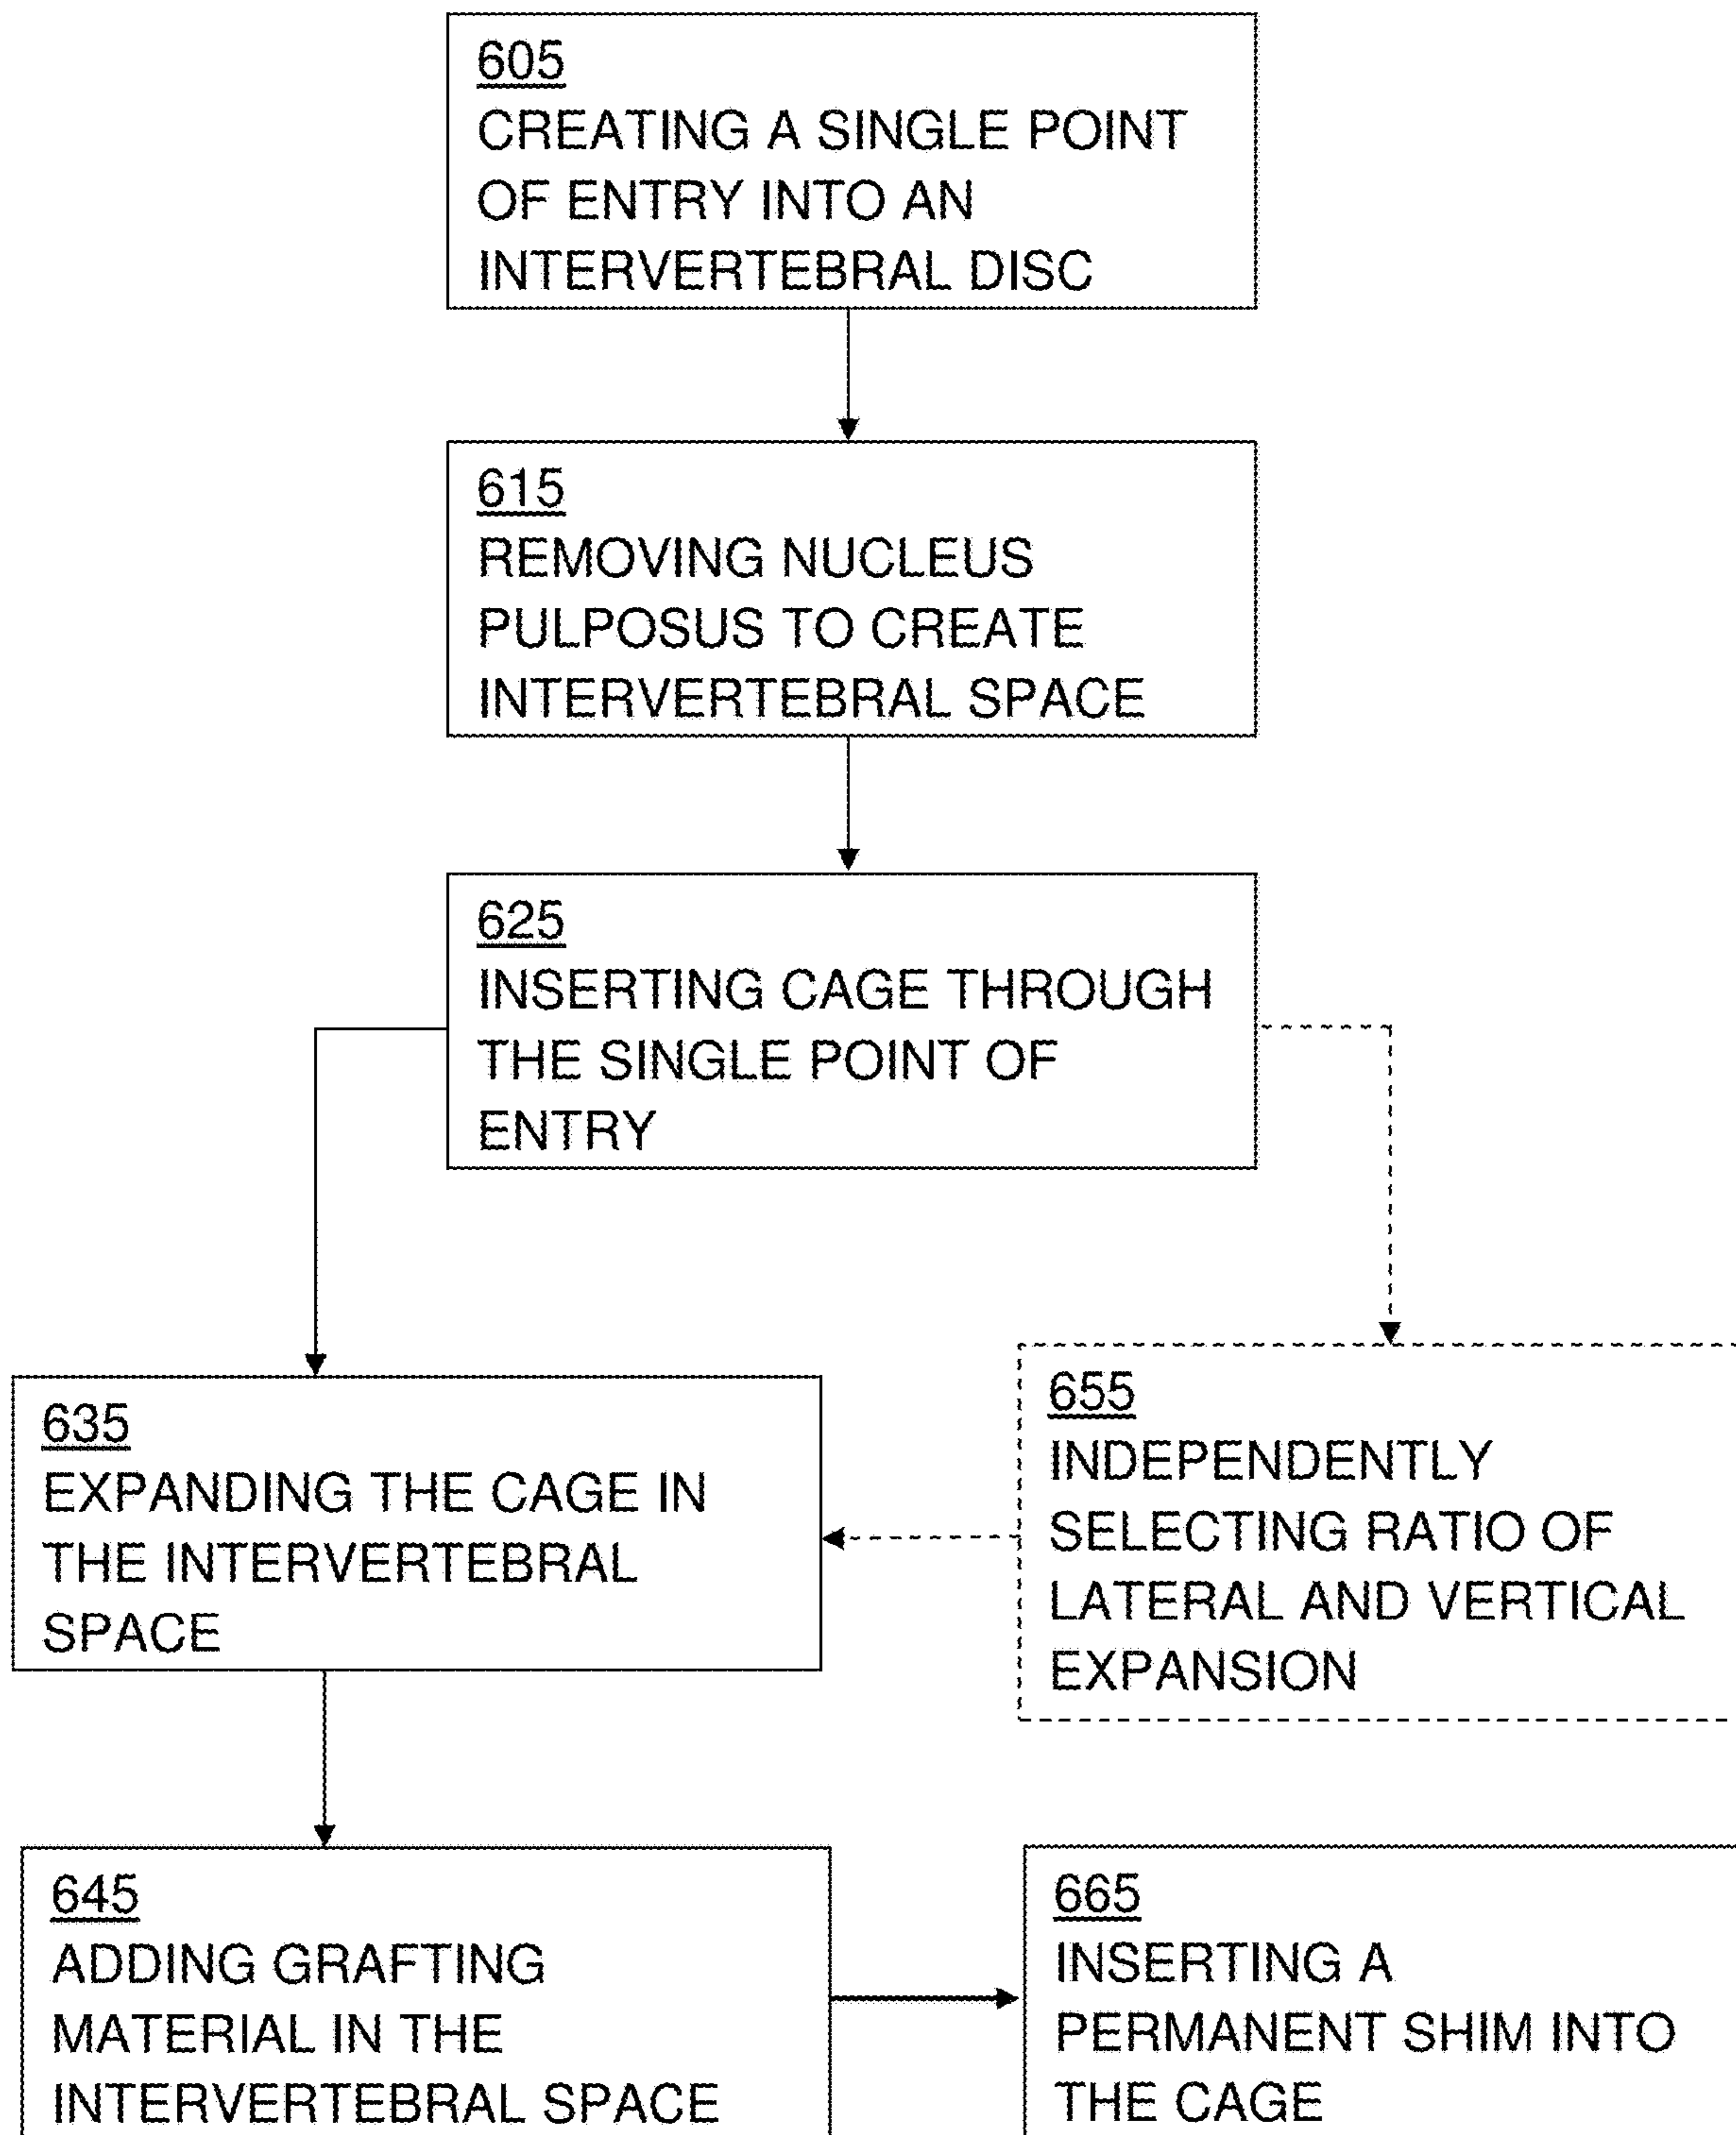 605
CREATING A SINGLE POINT
OF ENTRY INTO AN
INTERVERTEBRAL DISC
615
REMOVING NUCLEUS
PULPOSUS TO CREATE
INTERVERTEBRAL SPACE
625
INSERTING CAGE THROUGH
THE SINGLE POINT OF
ENTRY
635
EXPANDING THE CAGE IN
THE INTERVERTEBRAL
SPACE
655
INDEPENDENTLY
SELECTING RATIO OF
LATERAL AND VERTICAL
EXPANSION
645
ADDING GRAFTING
MATERIAL IN THE
INTERVERTEBRAL SPACE
665
INSERTING A
PERMANENT SHIM INTO
THE CAGE